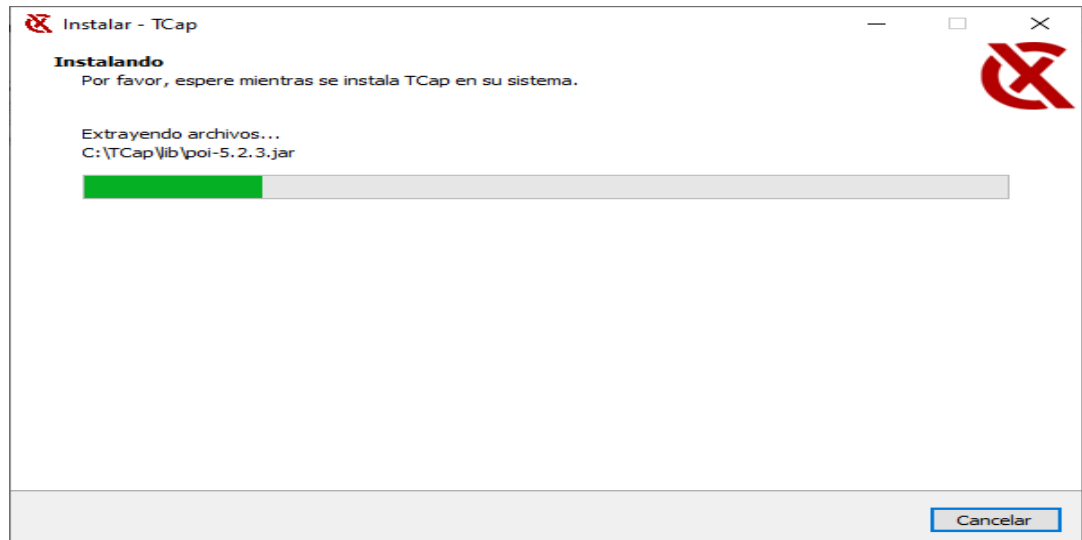 Instalar - TCap
Instalando
Por favor, espere mientras se instala TCap en su sistema.
Extrayendo archivos...
C:\TCap\lib\poi-5.2.3.jar
Cancelar